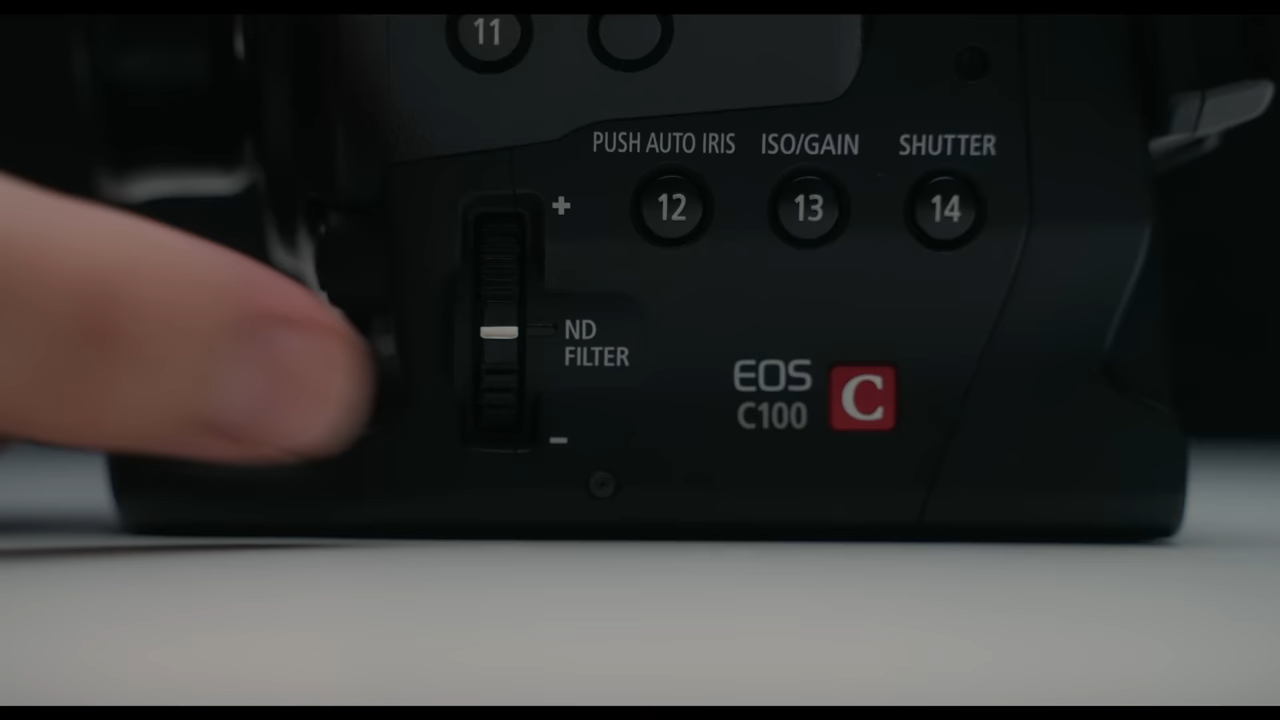 11
PUSH AUTO IRIS ISO/GAIN SHUTTER
+ 12 13 14
ND
FILTER
EOS
C100
C
-